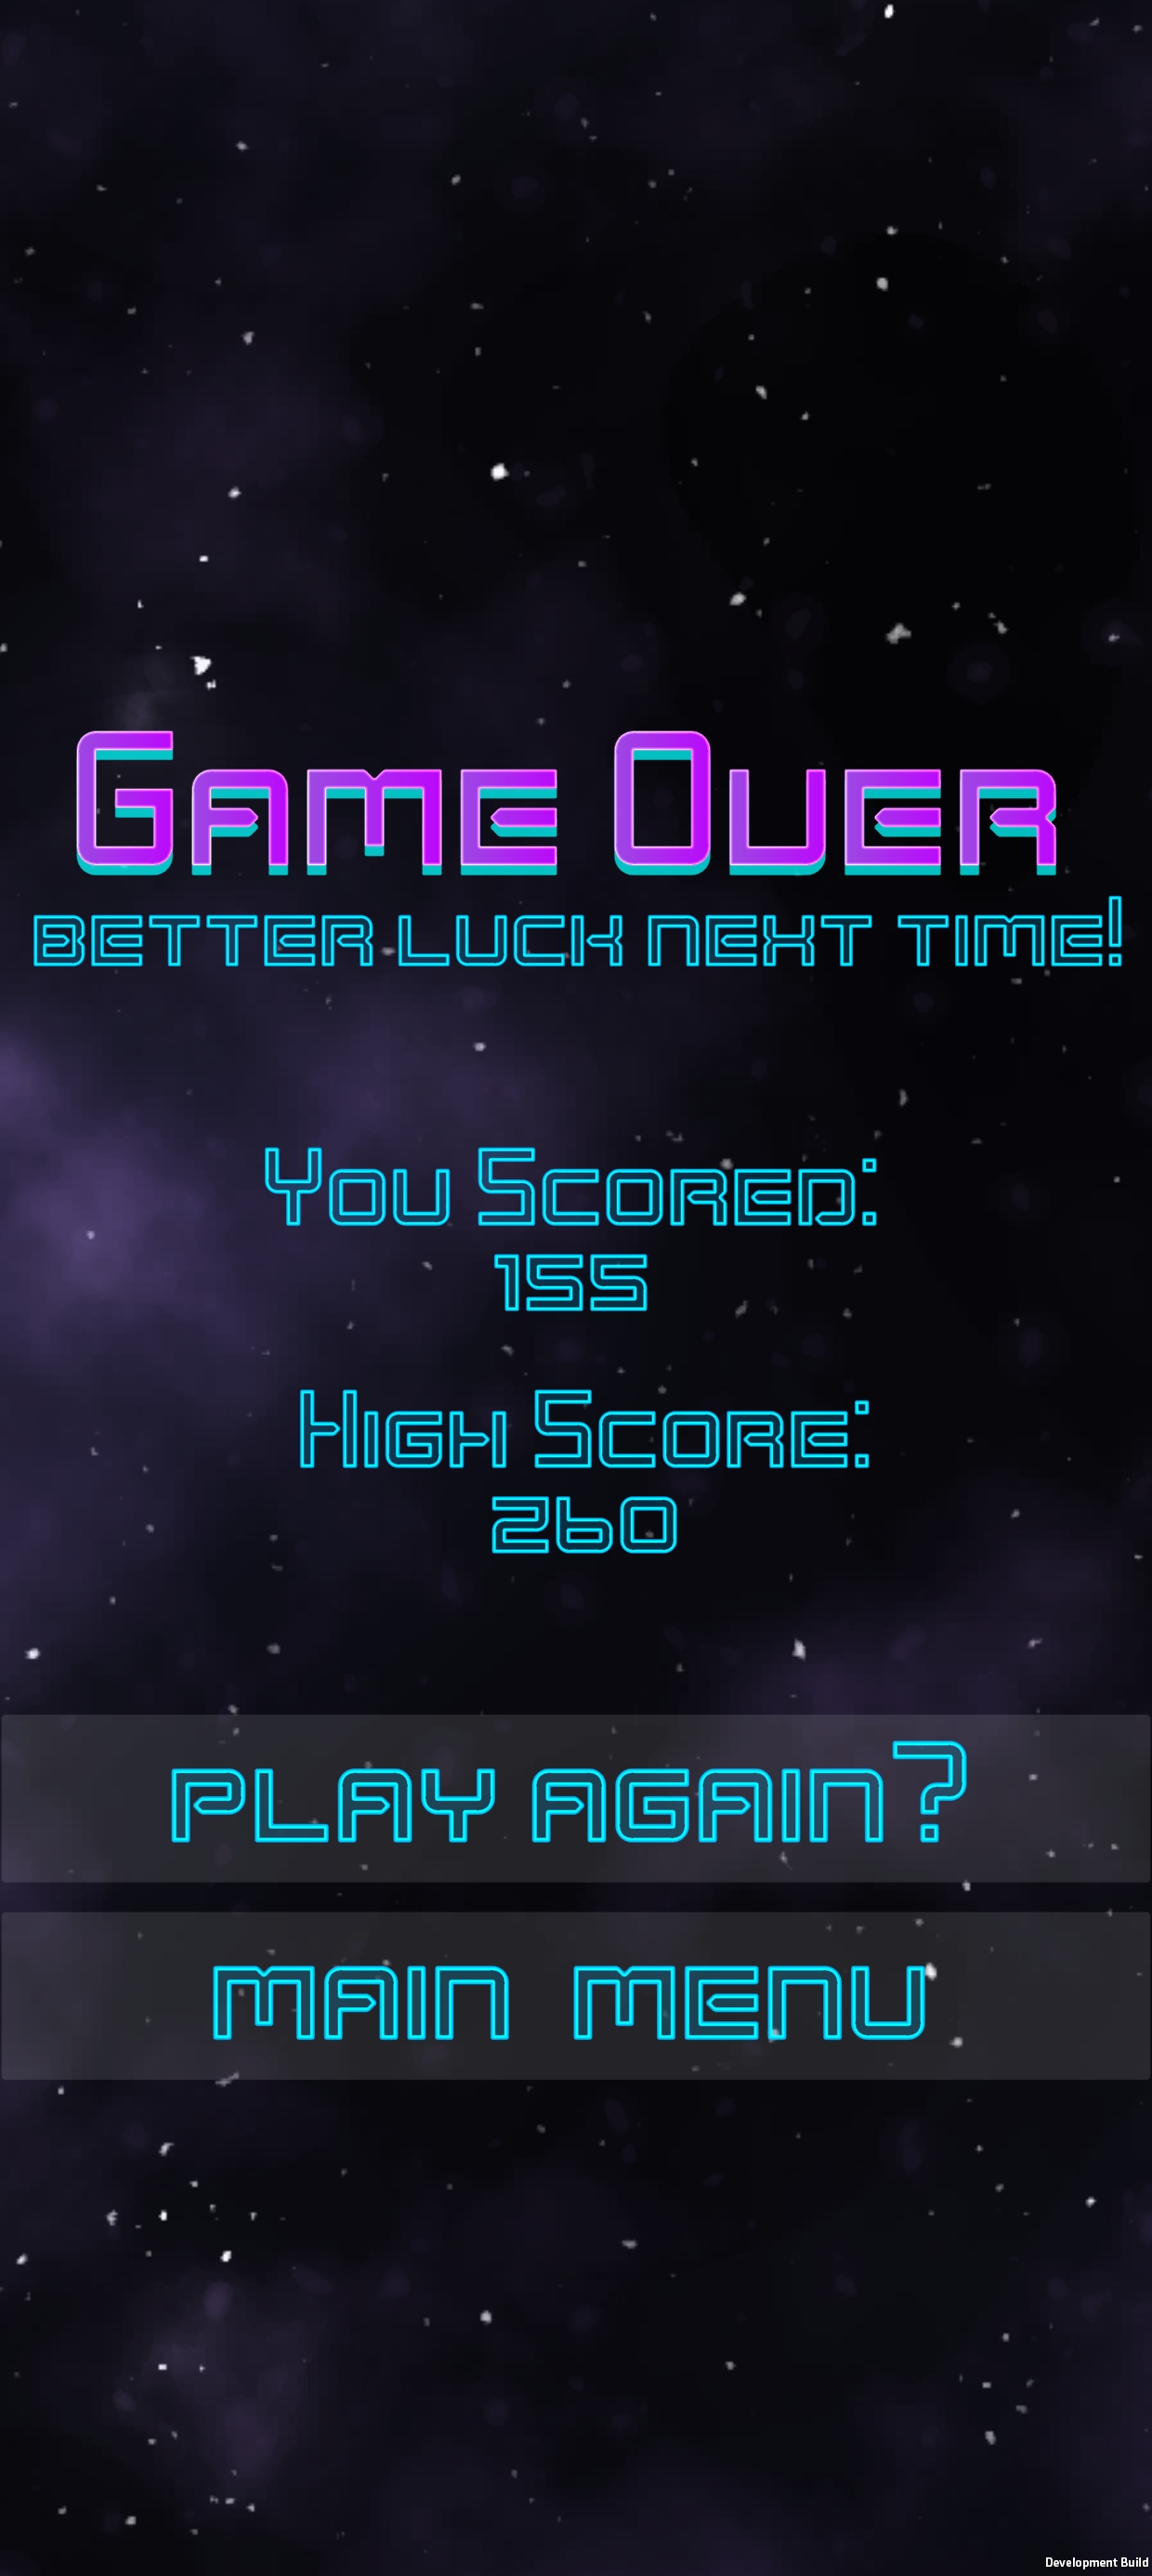 Game Over
BETTER LUCK NEXT TIME!
You Scored:
155
High Score:
260
PLAY AGAIN?
MAIN MENU
Development Build